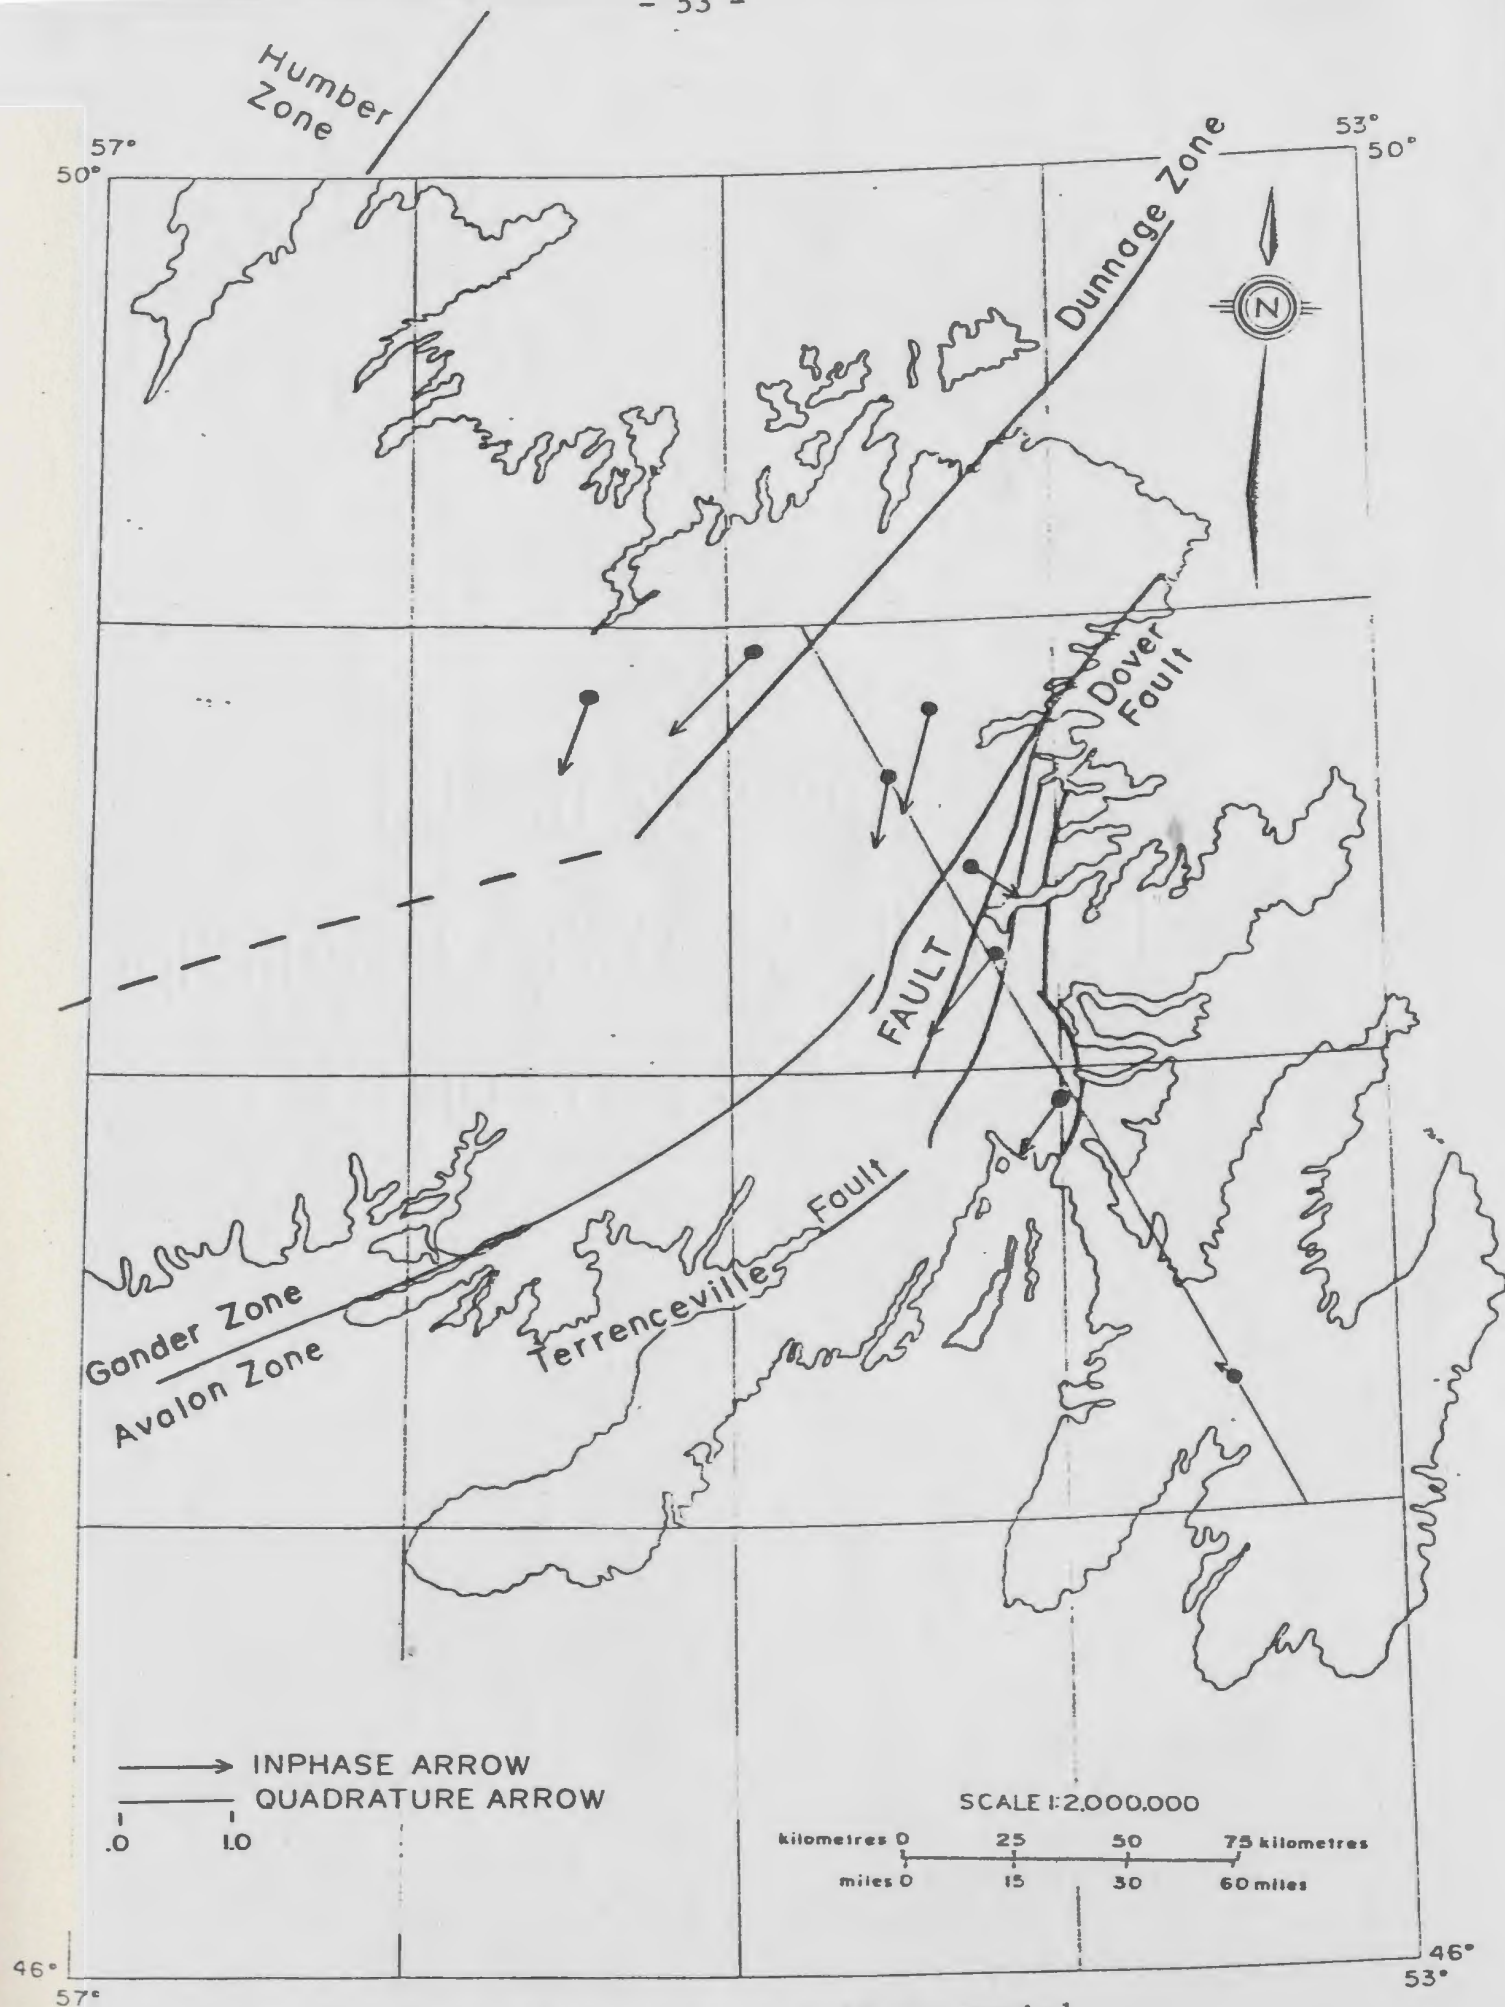 - 53 -
Humber
Zone
57°
50°
53°
50°
Dunnage Zone
N
Dover
Fault
FAULT
Fault
Terrenceville
Gander Zone
Avalon Zone
INPHASE ARROW
QUADRATURE ARROW
.0 1.0
SCALE 1:2,000,000
kilometres 0 25 50 75 kilometres
miles 0 15 30 60 miles
46°
57°
46°
53°